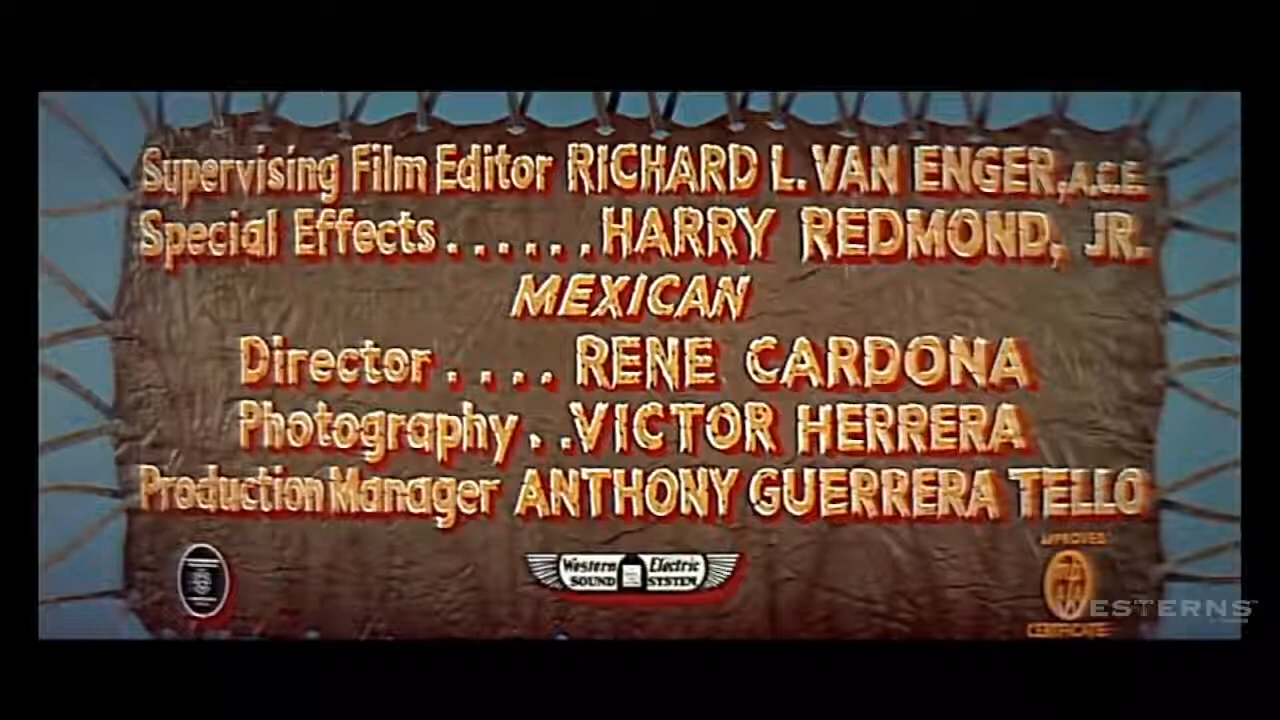 Supervising Film Editor RICHARD L. VAN ENGER, A.C.E.
Special Effects . . . . . . HARRY REDMOND, JR.
MEXICAN
Director . . . . RENE CARDONA
Photography . . VICTOR HERRERA
Production Manager ANTHONY GUERRERA TELLO
Western Electric
SOUND SYSTEM
APPROVED
WESTERNS
CERTIFICATE